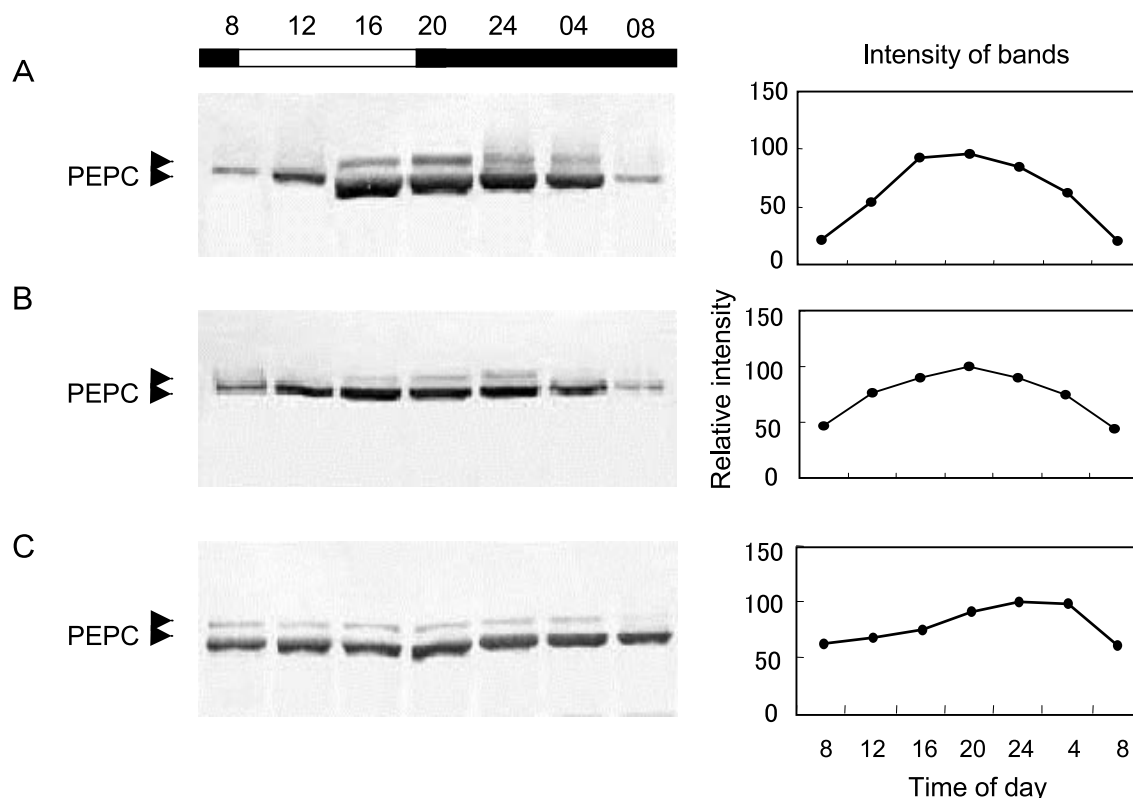 8 12 16 20 24 04 08
A
PEPC
B
PEPC
C
PEPC
Intensity of bands
150
100
50
0
150
100
50
0
150
100
50
0
Relative intensity
8 12 16 20 24 4 8
Time of day